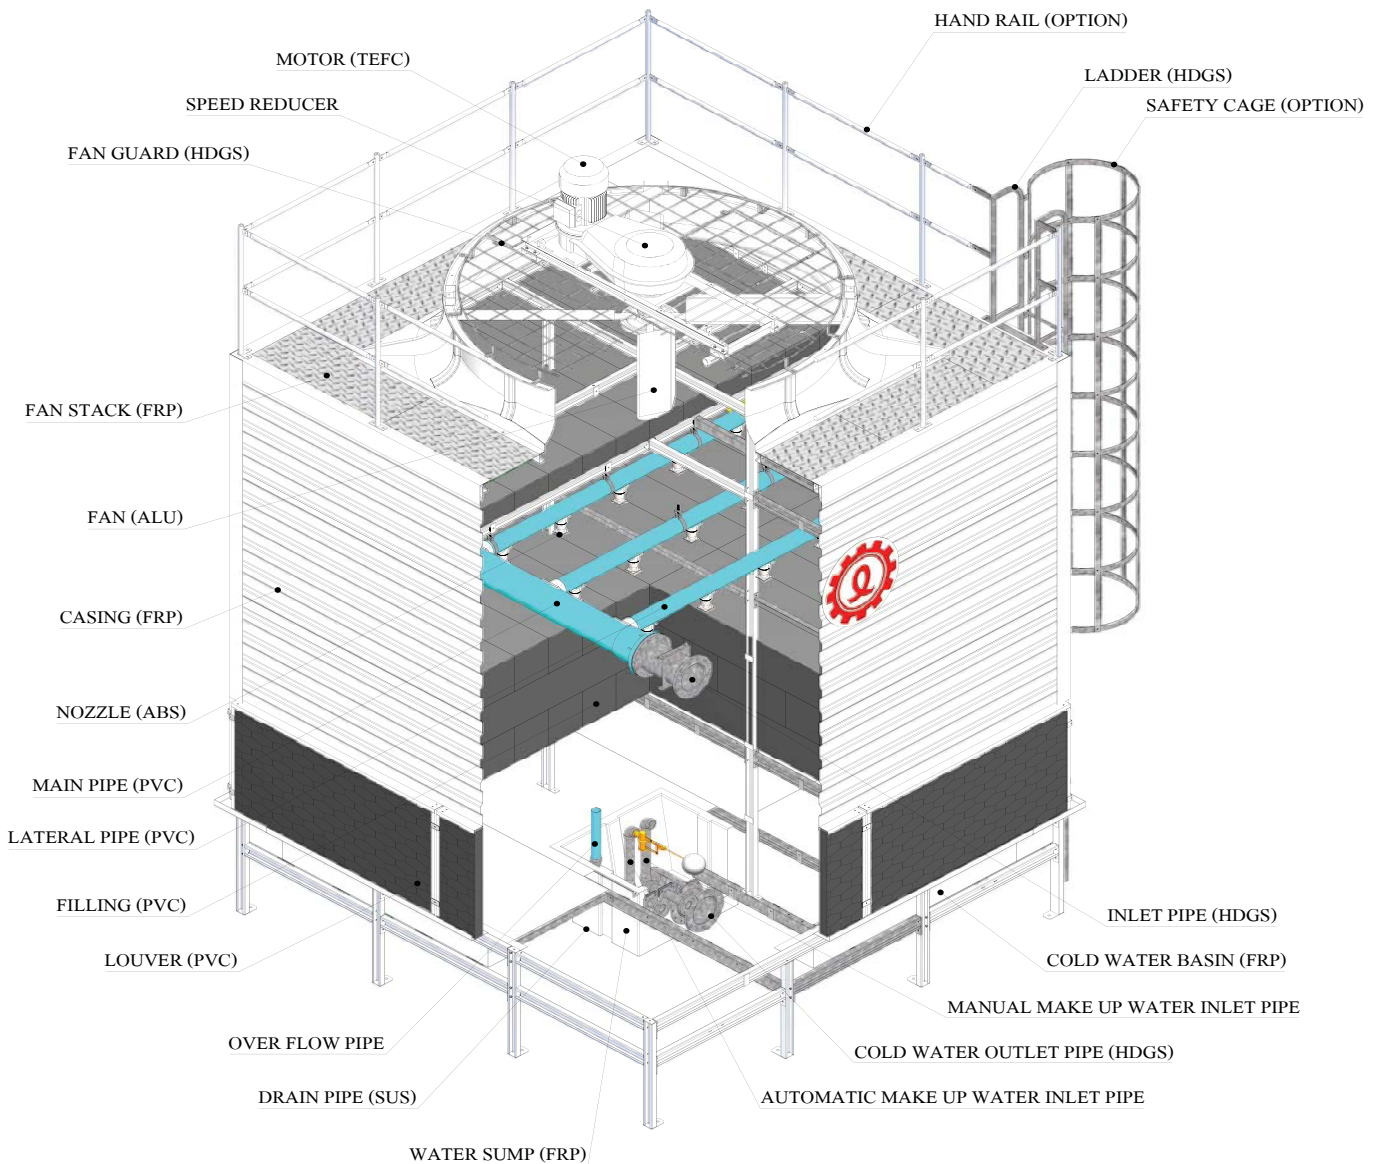 HAND RAIL (OPTION)
MOTOR (TEFC)
LADDER (HDGS)
SPEED REDUCER
SAFETY CAGE (OPTION)
FAN GUARD (HDGS)
FAN STACK (FRP)
FAN (ALU)
CASING (FRP)
NOZZLE (ABS)
MAIN PIPE (PVC)
LATERAL PIPE (PVC)
FILLING (PVC)
INLET PIPE (HDGS)
LOUVER (PVC)
COLD WATER BASIN (FRP)
MANUAL MAKE UP WATER INLET PIPE
OVER FLOW PIPE
COLD WATER OUTLET PIPE (HDGS)
DRAIN PIPE (SUS)
AUTOMATIC MAKE UP WATER INLET PIPE
WATER SUMP (FRP)